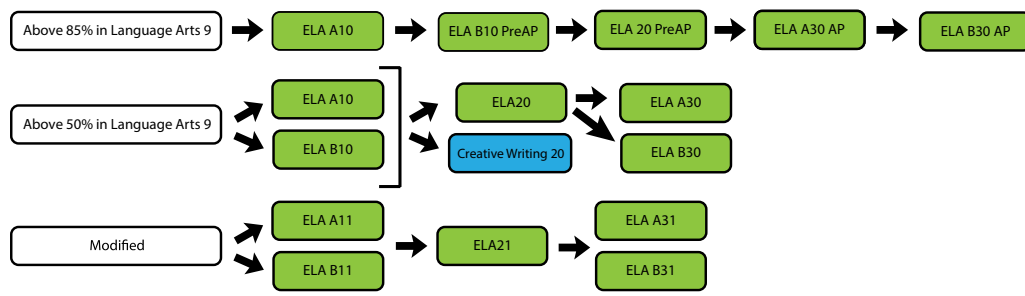 Above 85% in Language Arts 9
ELA A10
ELA B10 PreAP
ELA 20 PreAP
ELA A30 AP
ELA B30 AP
Above 50% in Language Arts 9
ELA A10
ELA B10
ELA20
Creative Writing 20
ELA A30
ELA B30
Modified
ELA A11
ELA B11
ELA21
ELA A31
ELA B31